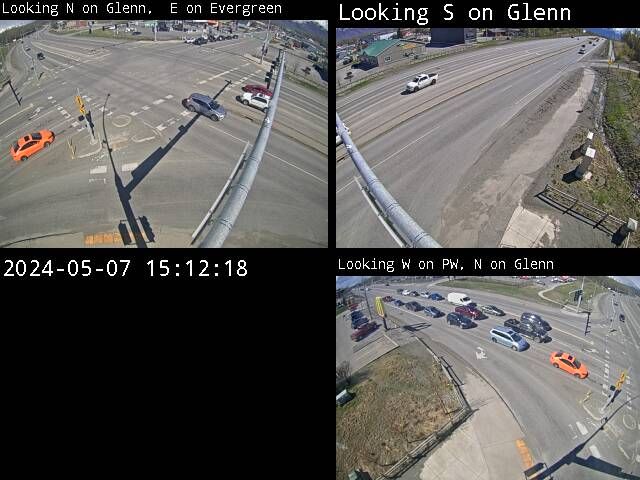 Looking N on Glenn, E on Evergreen
Looking S on Glenn
2024-05-07 15:12:18
Looking W on PW, N on Glenn